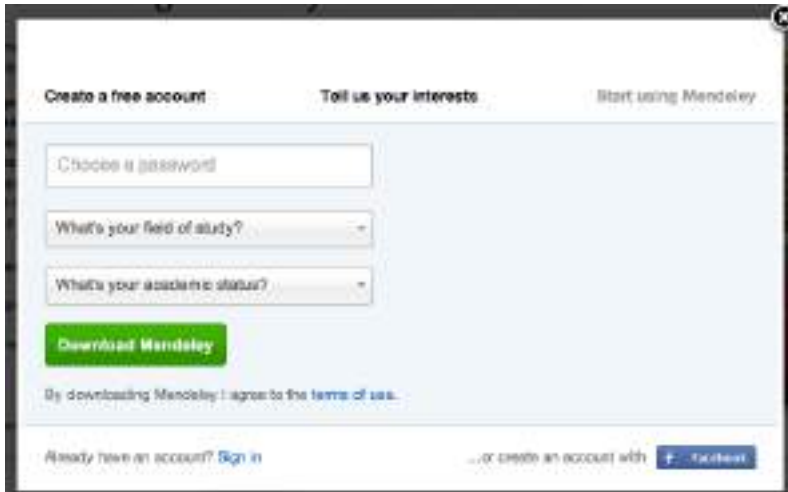 Create a free account
Tell us your interests
Start using Mendeley
Choose a password
What's your field of study?
What's your academic status?
Download Mendeley
By downloading Mendeley I agree to the terms of use.
Already have an account? Sign in
...or create an account with
facebook